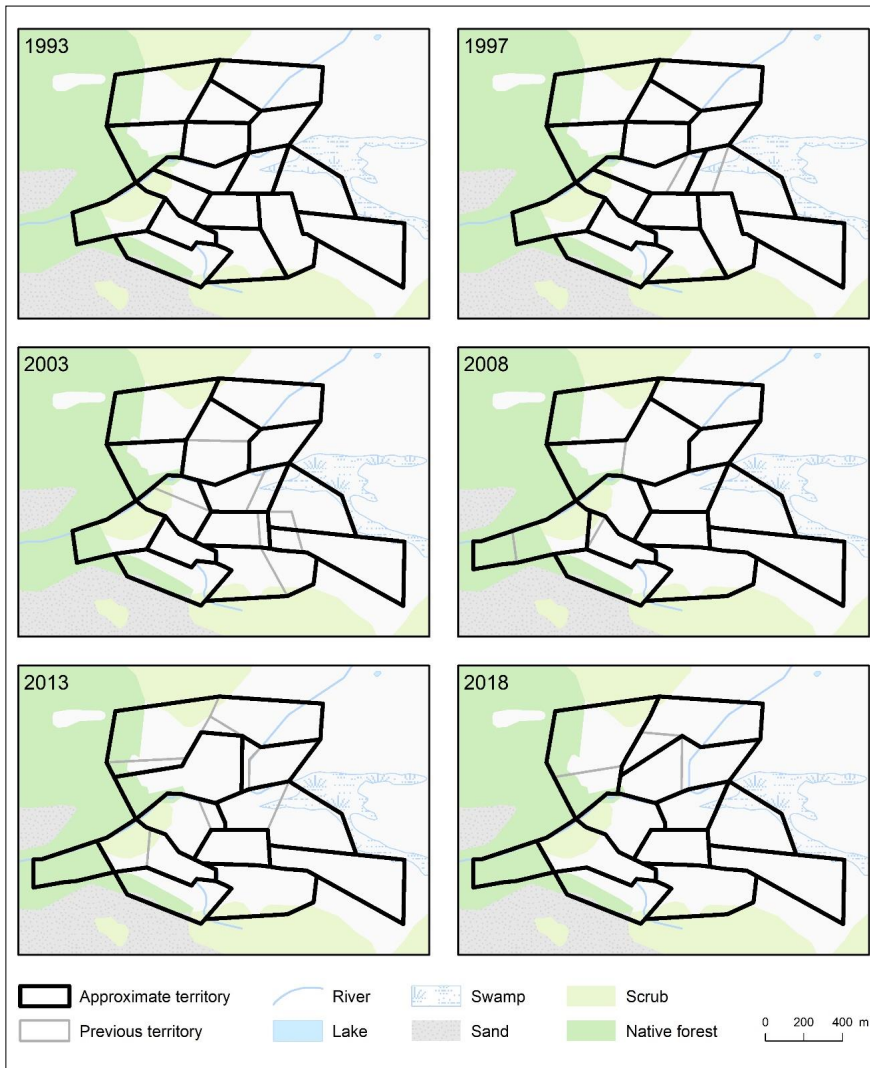 1993
1997
2003
2008
2013
2018
Approximate territory
River
Swamp
Scrub
Previous territory
Lake
Sand
Native forest
0 200 400 m